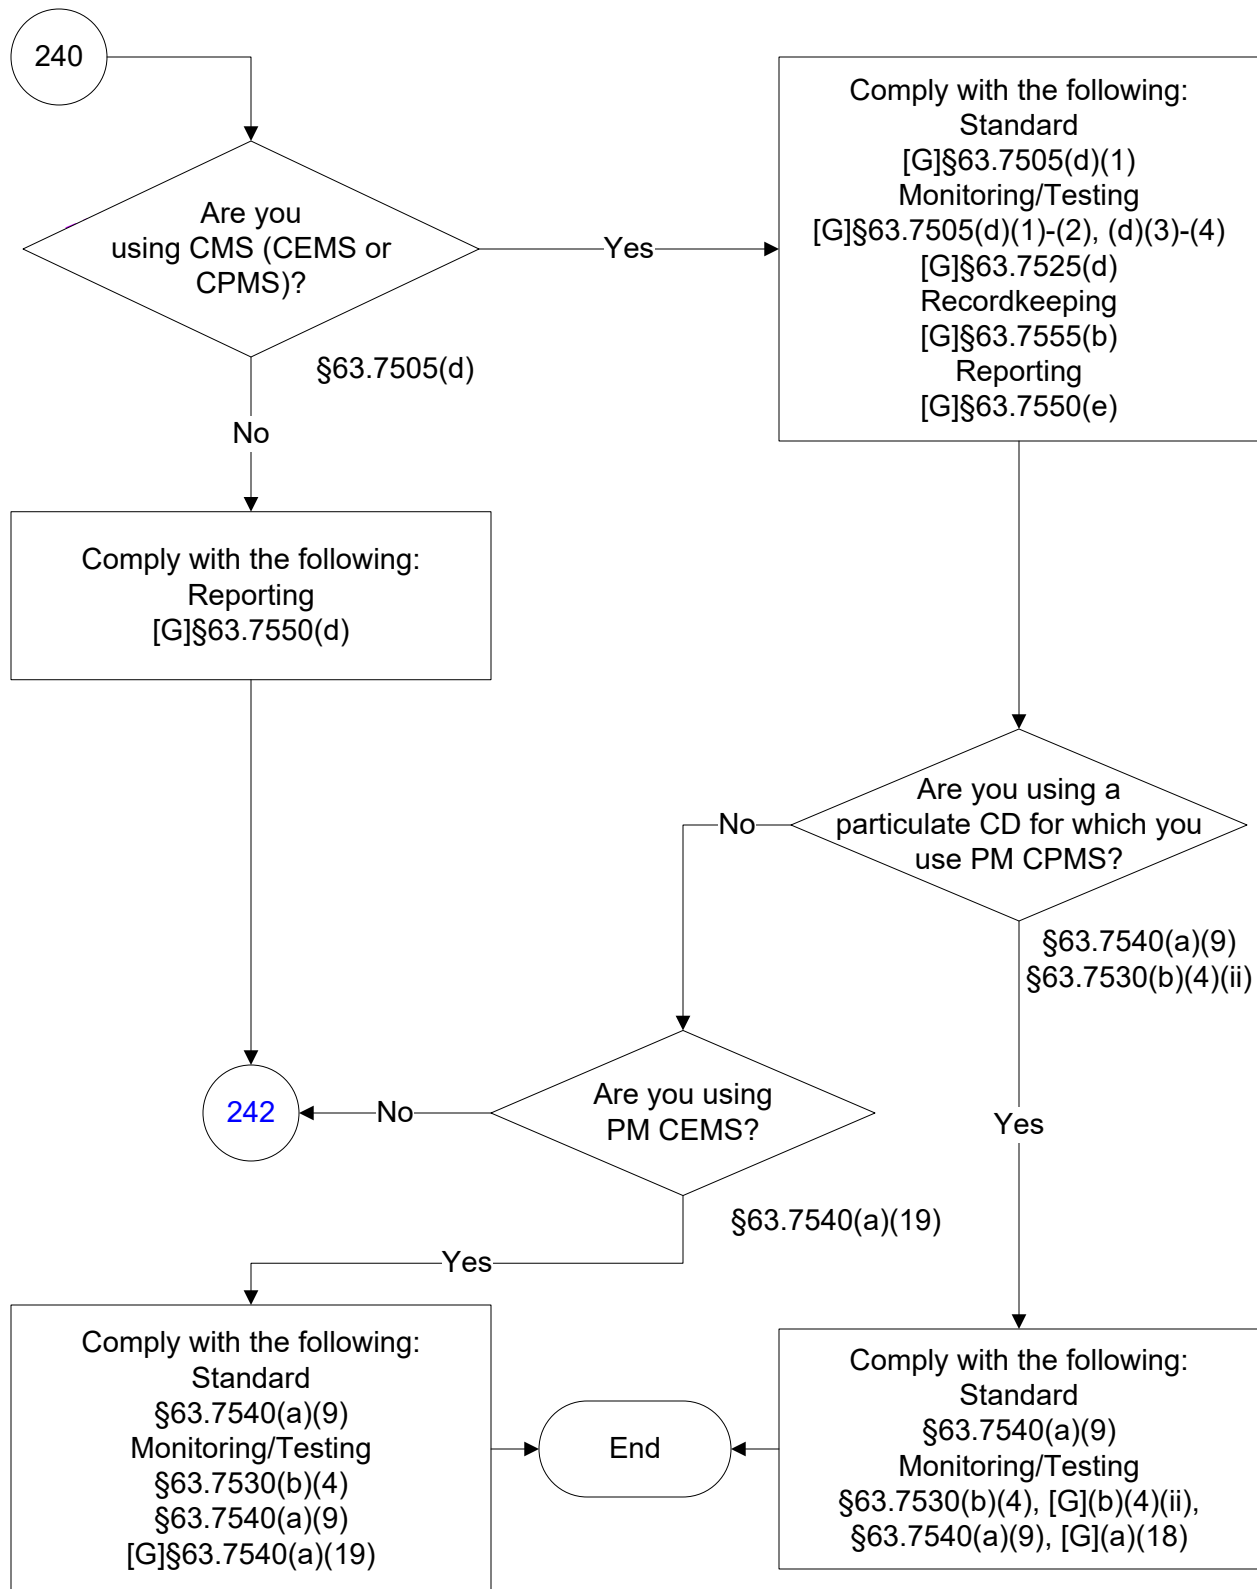 240
Are you
using CMS (CEMS or
CPMS)?
§63.7505(d)
Yes
No
Comply with the following:
Standard
[G]§63.7505(d)(1)
Monitoring/Testing
[G]§63.7505(d)(1)-(2), (d)(3)-(4)
[G]§63.7525(d)
Recordkeeping
[G]§63.7555(b)
Reporting
[G]§63.7550(e)
Comply with the following:
Reporting
[G]§63.7550(d)
Are you using a
particulate CD for which you
use PM CPMS?
§63.7540(a)(9)
§63.7530(b)(4)(ii)
No
Yes
Are you using
PM CEMS?
§63.7540(a)(19)
No
242
Yes
Comply with the following:
Standard
§63.7540(a)(9)
Monitoring/Testing
§63.7530(b)(4)
§63.7540(a)(9)
[G]§63.7540(a)(19)
End
Comply with the following:
Standard
§63.7540(a)(9)
Monitoring/Testing
§63.7530(b)(4), [G](b)(4)(ii),
§63.7540(a)(9), [G](a)(18)